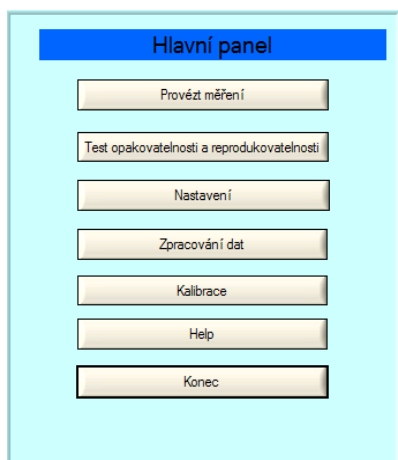 Hlavní panel
Provézt měření
Test opakovatelnosti a reprodukovatelnosti
Nastavení
Zpracování dat
Kalibrace
Help
Konec